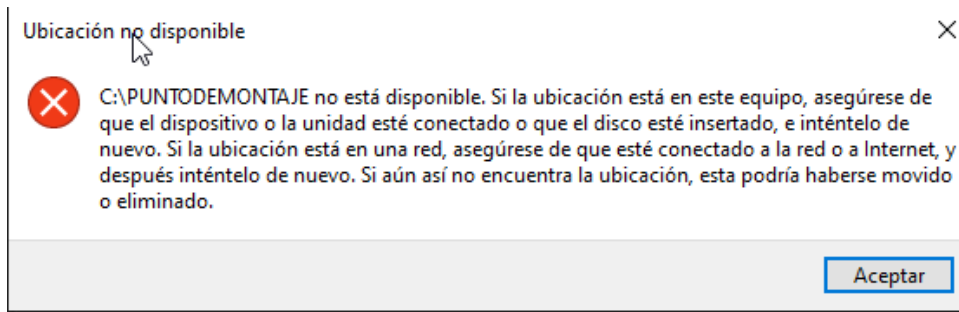 Ubicación no disponible
C:\PUNTODEMONTAJE no está disponible. Si la ubicación está en este equipo, asegúrese de
que el dispositivo o la unidad esté conectado o que el disco esté insertado, e inténtelo de
nuevo. Si la ubicación está en una red, asegúrese de que esté conectado a la red o a Internet, y
después inténtelo de nuevo. Si aún así no encuentra la ubicación, esta podría haberse movido
o eliminado.
Aceptar